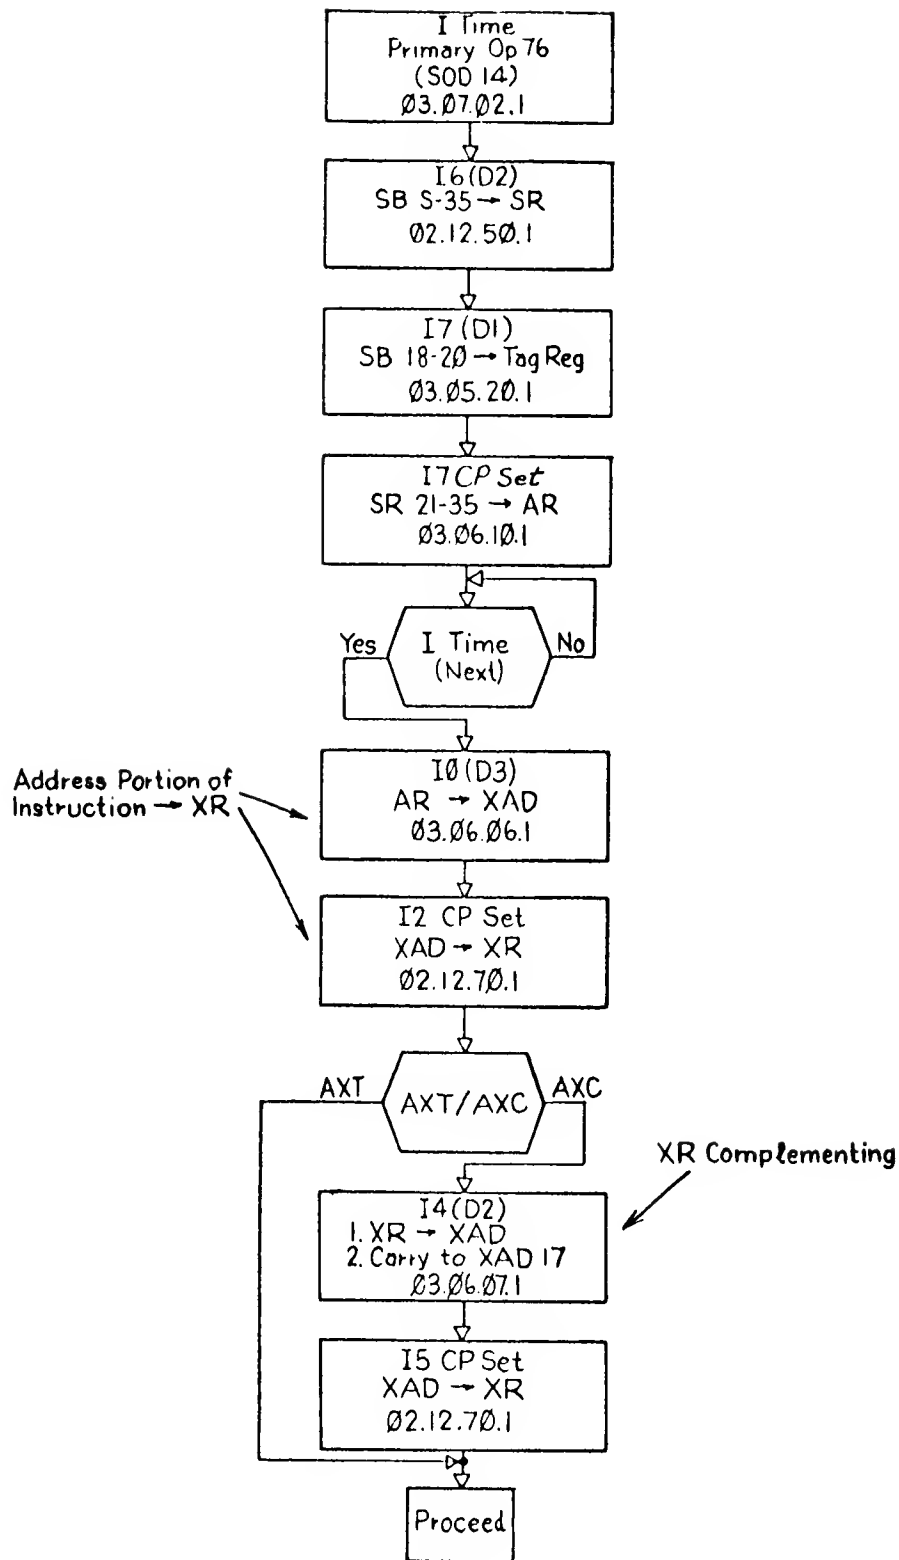 I Time
Primary Op 76
(SOD 14)
Ø3.Ø7.Ø2.1
I6(D2)
SB S-35 → SR
Ø2.12.5Ø.1
I7(D1)
SB 18-2Ø → Tag Reg
Ø3.Ø5.2Ø.1
I7 CP Set
SR 21-35 → AR
Ø3.Ø6.1Ø.1
Yes
I Time
(Next)
No
Address Portion of
Instruction → XR
IØ(D3)
AR → XAD
Ø3.Ø6.Ø6.1
I2 CP Set
XAD → XR
Ø2.12.7Ø.1
AXT
AXT/AXC
AXC
XR Complementing
I4(D2)
1. XR → XAD
2. Carry to XAD 17
Ø3.Ø6.Ø7.1
I5 CP Set
XAD → XR
Ø2.12.7Ø.1
Proceed